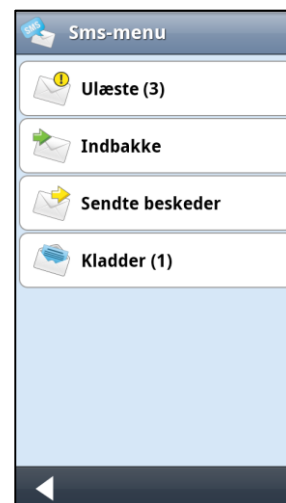 SMS
Sms-menu
Ulæste (3)
Indbakke
Sendte beskeder
Kladder (1)